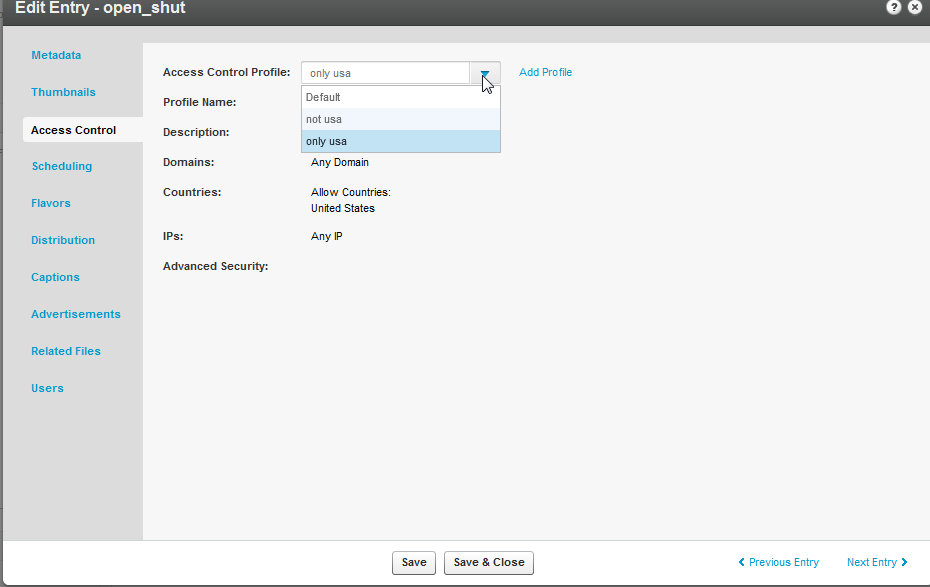 Edit Entry - open_shut
?
Metadata
Thumbnails
Access Control
Scheduling
Flavors
Distribution
Captions
Advertisements
Related Files
Users
Access Control Profile:
only usa
Add Profile
Default
not usa
only usa
Profile Name:
Description:
Domains:
Any Domain
Countries:
Allow Countries:
United States
IPs:
Any IP
Advanced Security:
Save
Save & Close
Previous Entry
Next Entry